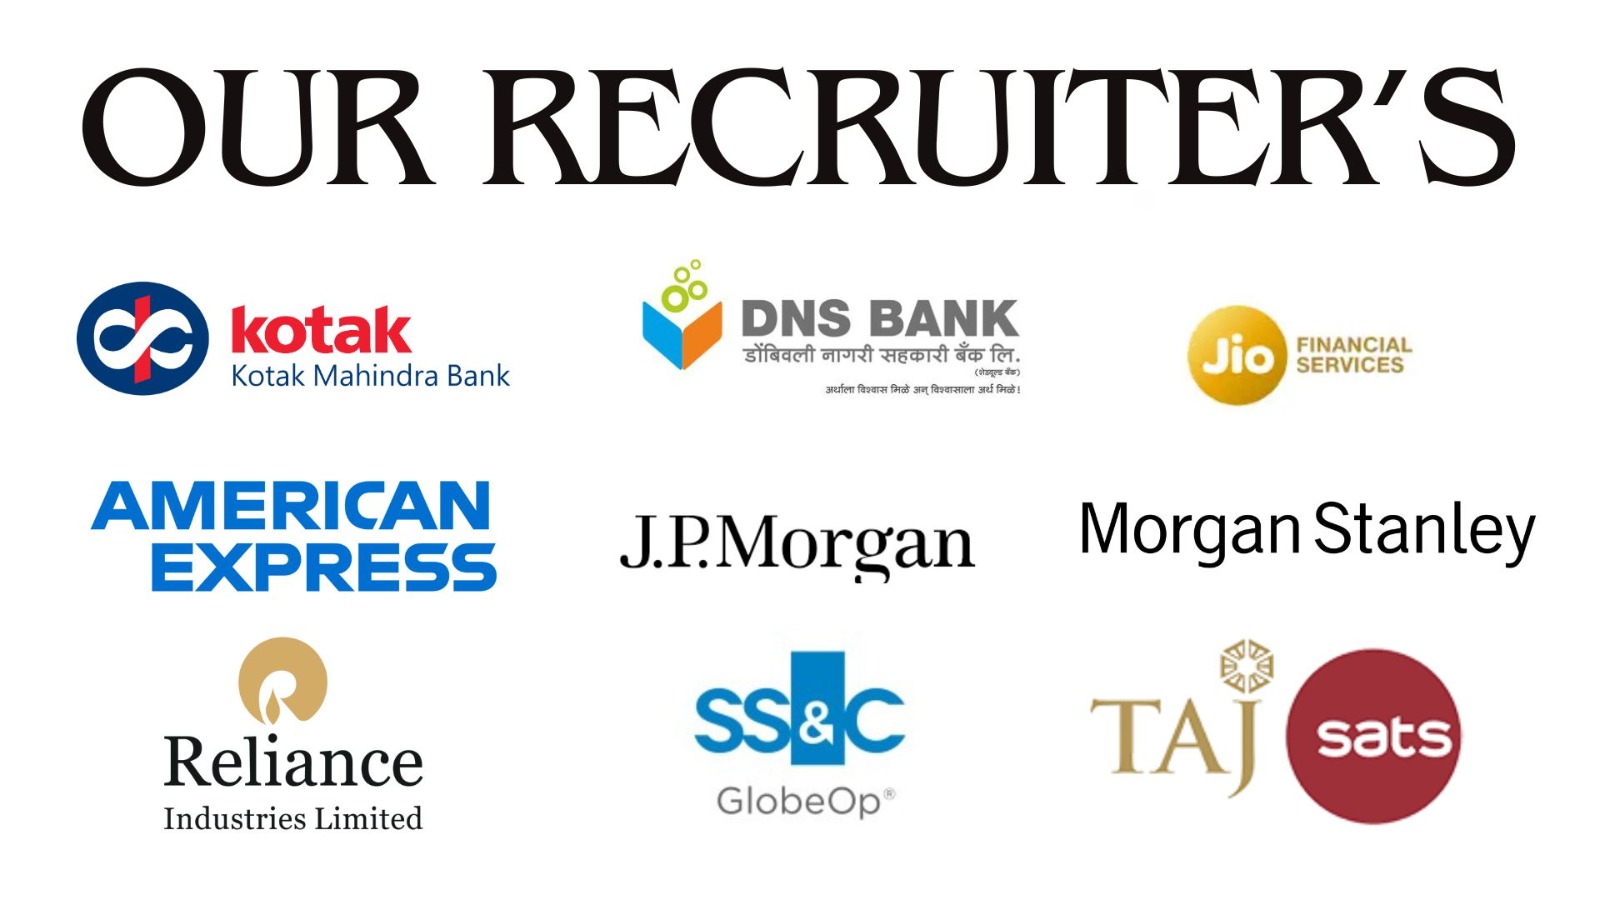 OUR RECRUITER'S
kotak
Kotak Mahindra Bank
DNS BANK
डोंबिवली नागरी सहकारी बँक लि.
(शेड्यूल्ड बँक)
अर्थाला विश्वास मिळे अन् विश्वासाला अर्थ मिळे!
Jio
FINANCIAL
SERVICES
AMERICAN
EXPRESS
J.P.Morgan
Morgan Stanley
Reliance
Industries Limited
SS&C
GlobeOp®
TAJ
sats